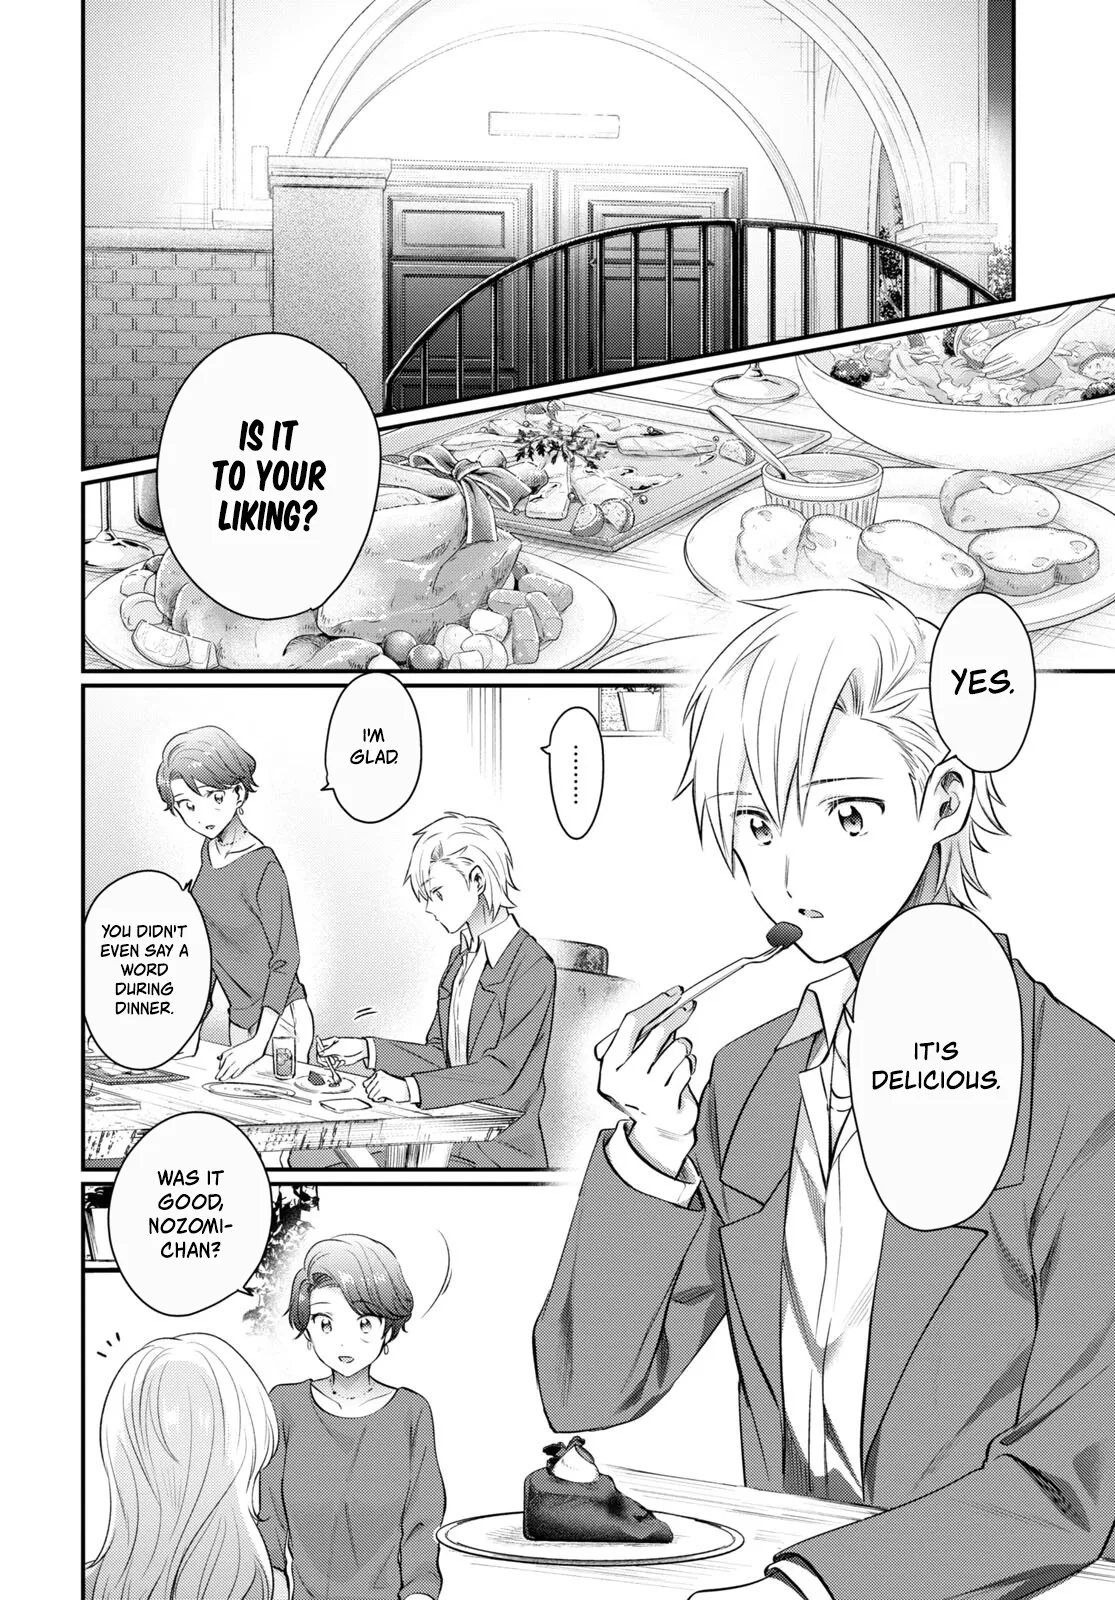 IS IT
TO YOUR
LIKING?
YES.
IT'S
DELICIOUS.
..........
I'M
GLAD.
YOU DIDN'T
EVEN SAY A
WORD
DURING
DINNER.
WAS IT
GOOD,
NOZOMI-
CHAN?